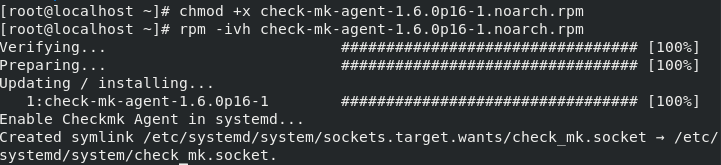 [root@localhost ~]# chmod +x check-mk-agent-1.6.0p16-1.noarch.rpm
[root@localhost ~]# rpm -ivh check-mk-agent-1.6.0p16-1.noarch.rpm
Verifying...                          ################################# [100%]
Preparing...                          ################################# [100%]
Updating / installing...
   1:check-mk-agent-1.6.0p16-1        ################################# [100%]
Enable Checkmk Agent in systemd...
Created symlink /etc/systemd/system/sockets.target.wants/check_mk.socket → /etc/
systemd/system/check_mk.socket.